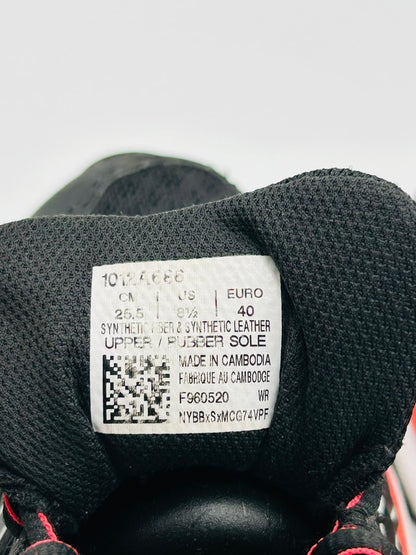 1012A686
CM US EURO
25,5 8½ 40
SYNTHETIC FIBER & SYNTHETIC LEATHER
UPPER / RUBBER SOLE
MADE IN CAMBODIA
FABRIQUE AU CAMBODGE
F960520 WR
NYBBxSxMCG74VPF